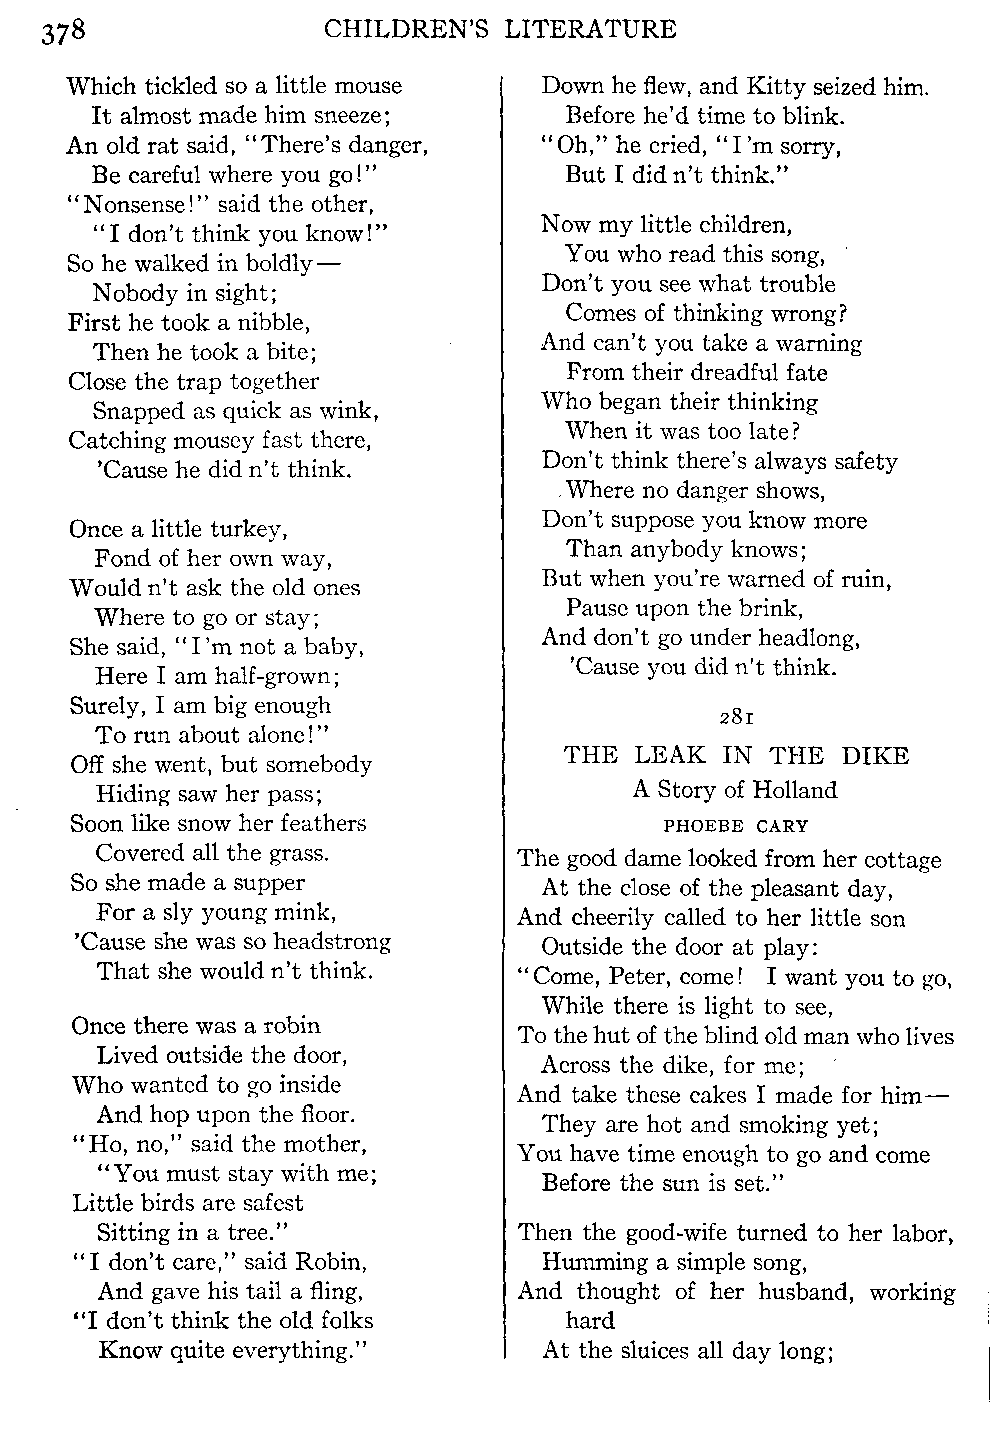 378
CHILDREN'S LITERATURE
Which tickled so a little mouse
It almost made him sneeze;
An old rat said, "There's danger,
Be careful where you go!"
"Nonsense!" said the other,
"I don't think you know!"
So he walked in boldly—
Nobody in sight;
First he took a nibble,
Then he took a bite;
Close the trap together
Snapped as quick as wink,
Catching mousey fast there,
'Cause he did n't think.
Once a little turkey,
Fond of her own way,
Would n't ask the old ones
Where to go or stay;
She said, "I 'm not a baby,
Here I am half-grown;
Surely, I am big enough
To run about alone!"
Off she went, but somebody
Hiding saw her pass;
Soon like snow her feathers
Covered all the grass.
So she made a supper
For a sly young mink,
'Cause she was so headstrong
That she would n't think.
Once there was a robin
Lived outside the door,
Who wanted to go inside
And hop upon the floor.
"Ho, no," said the mother,
"You must stay with me;
Little birds are safest
Sitting in a tree."
"I don't care," said Robin,
And gave his tail a fling,
"I don't think the old folks
Know quite everything."
Down he flew, and Kitty seized him.
Before he'd time to blink.
"Oh," he cried, "I 'm sorry,
But I did n't think."
Now my little children,
You who read this song,
Don't you see what trouble
Comes of thinking wrong?
And can't you take a warning
From their dreadful fate
Who began their thinking
When it was too late?
Don't think there's always safety
Where no danger shows,
Don't suppose you know more
Than anybody knows;
But when you're warned of ruin,
Pause upon the brink,
And don't go under headlong,
'Cause you did n't think.
281
THE LEAK IN THE DIKE
A Story of Holland
PHOEBE CARY
The good dame looked from her cottage
At the close of the pleasant day,
And cheerily called to her little son
Outside the door at play:
"Come, Peter, come! I want you to go,
While there is light to see,
To the hut of the blind old man who lives
Across the dike, for me;
And take these cakes I made for him—
They are hot and smoking yet;
You have time enough to go and come
Before the sun is set."
Then the good-wife turned to her labor,
Humming a simple song,
And thought of her husband, working
hard
At the sluices all day long;